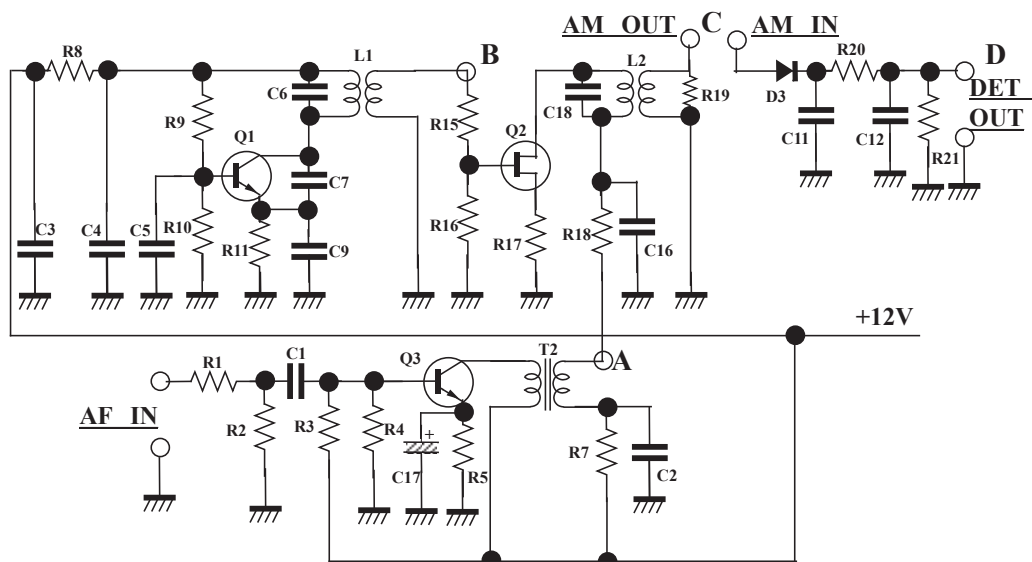 AM OUT C AM IN
R8 L1 B L2 R20 D
C6 C18 R19 D3 DET
R9 Q1 R15 Q2 C11 C12 OUT
R21
C7
C3 C4 C5 R10 R11 C9 R16 R17 R18 C16
+12V
R1 C1 Q3 T2 A
AF IN R2 R3 R4 + R7
C17 R5 C2